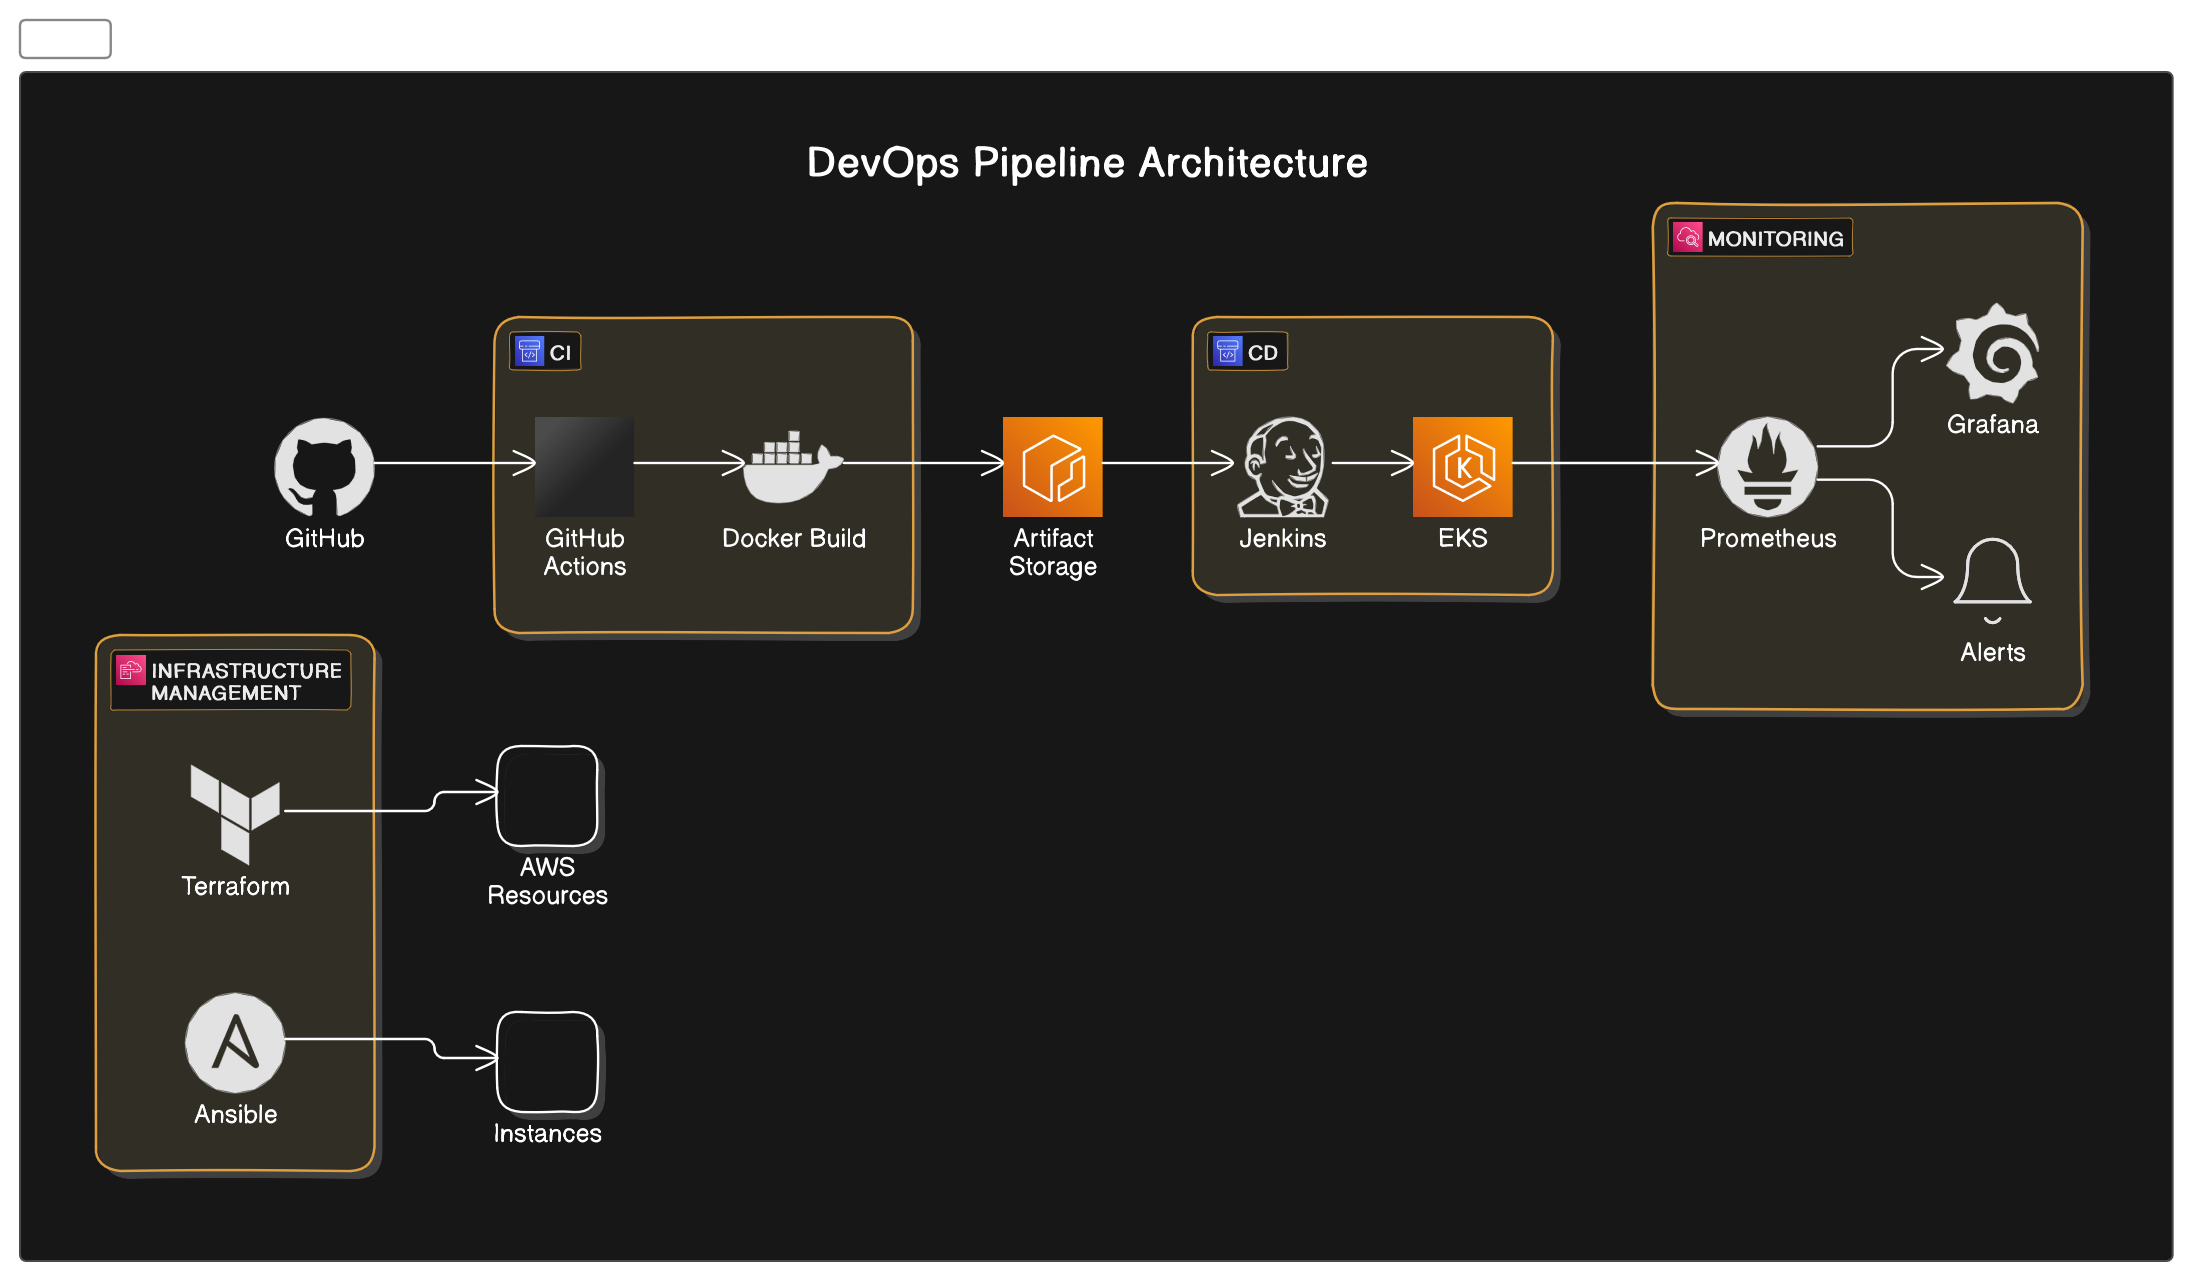 DevOps Pipeline Architecture
MONITORING
CI
CD
Grafana
GitHub
GitHub
Actions
Docker Build
Artifact
Storage
Jenkins
EKS
K
Prometheus
Alerts
INFRASTRUCTURE
MANAGEMENT
Terraform
AWS
Resources
Ansible
Instances